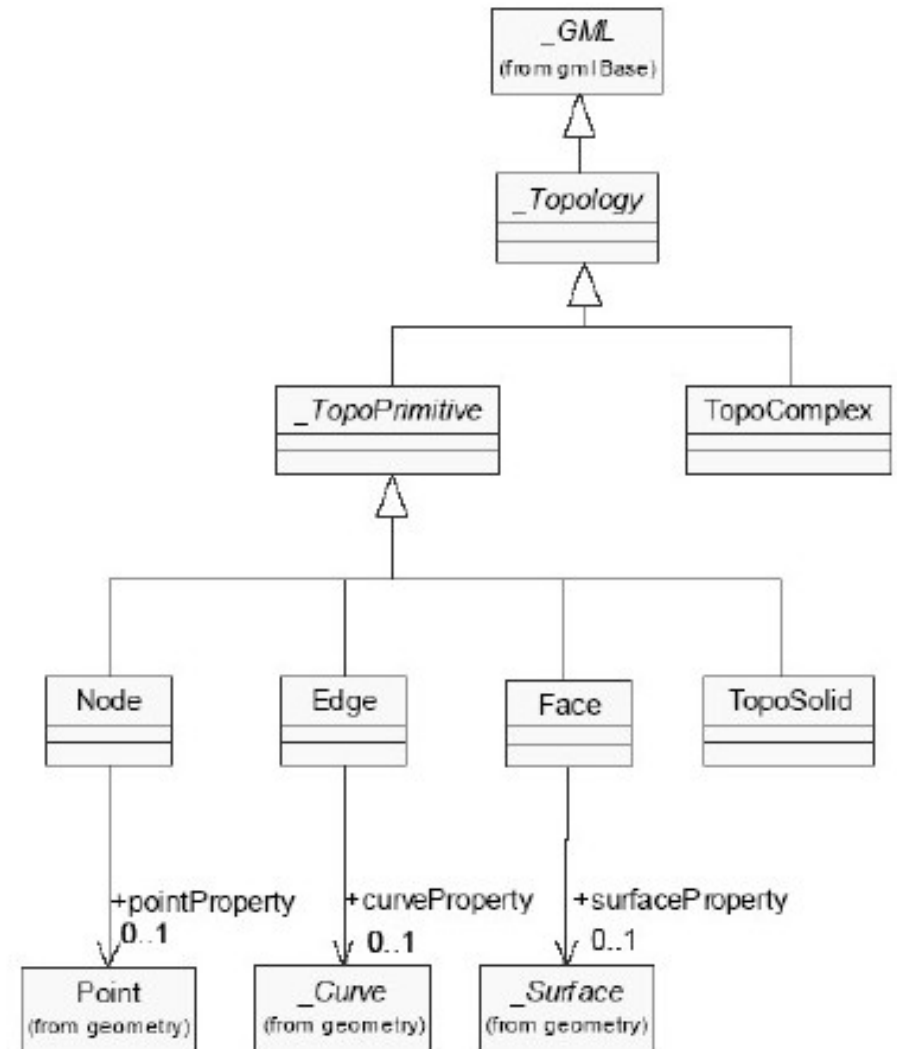 _GML
(from gmlBase)
_Topology
_TopoPrimitive
TopoComplex
Node
Edge
Face
TopoSolid
+pointProperty
0..1
+curveProperty
0..1
+surfaceProperty
0..1
Point
(from geometry)
_Curve
(from geometry)
_Surface
(from geometry)